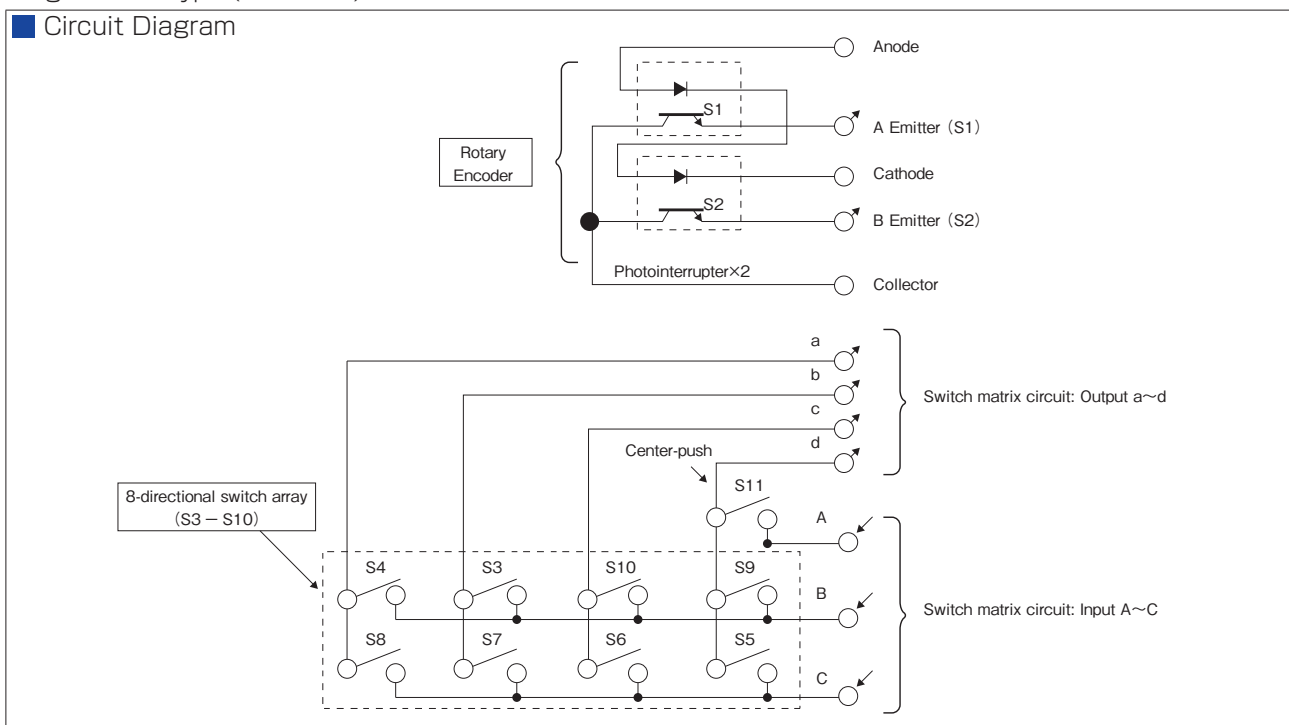 Circuit Diagram
Anode
S1
A Emitter (S1)
Rotary
Encoder
Cathode
S2
B Emitter (S2)
Photointerrupter×2
Collector
a
b
Switch matrix circuit: Output a～d
c
d
Center-push
S11
8-directional switch array
(S3 − S10)
A
S4
S3
S10
S9
B
Switch matrix circuit: Input A～C
S8
S7
S6
S5
C